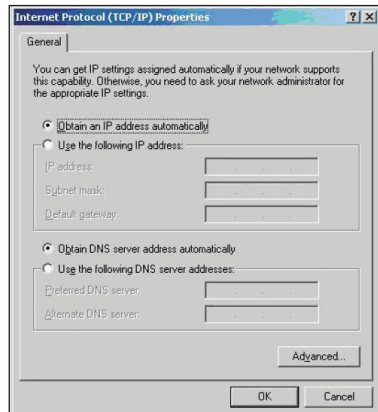 Internet Protocol (TCP/IP) Properties
General
You can get IP settings assigned automatically if your network supports
this capability. Otherwise, you need to ask your network administrator for
the appropriate IP settings.
Obtain an IP address automatically
Use the following IP address:
IP address:
Subnet mask:
Default gateway:
Obtain DNS server address automatically
Use the following DNS server addresses:
Preferred DNS server:
Alternate DNS server:
Advanced...
OK
Cancel